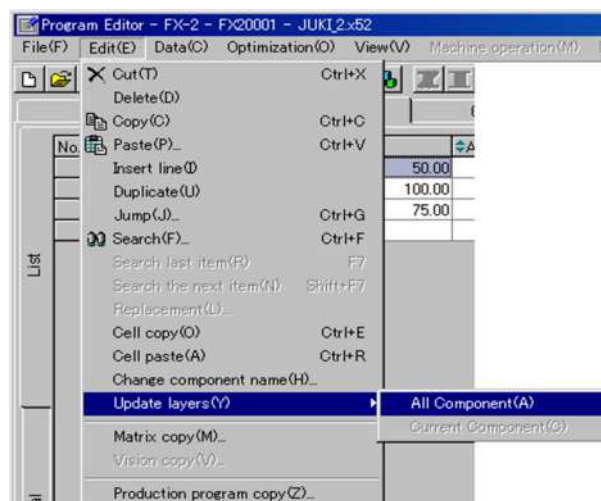 Program Editor - FX-2 - FX20001 - JUKI_2.x52
File(F) Edit(E) Data(C) Optimization(O) View(V) Machine operation(M)
Cut(T) Ctrl+X
Delete(D)
Copy(C) Ctrl+C
No. Paste(P)... Ctrl+V
Insert line(I) 50.00
Duplicate(U) 100.00
Jump(J)... Ctrl+G 75.00
Search(F)... Ctrl+F
List
Search last item(R) F7
Search the next item(N) Shift+F7
Replacement(L)...
Cell copy(O) Ctrl+E
Cell paste(A) Ctrl+R
Change component name(H)...
Update layers(Y) All Component(A)
Current Component(C)
Matrix copy(M)...
Vision copy(V)...
Production program copy(Z)...